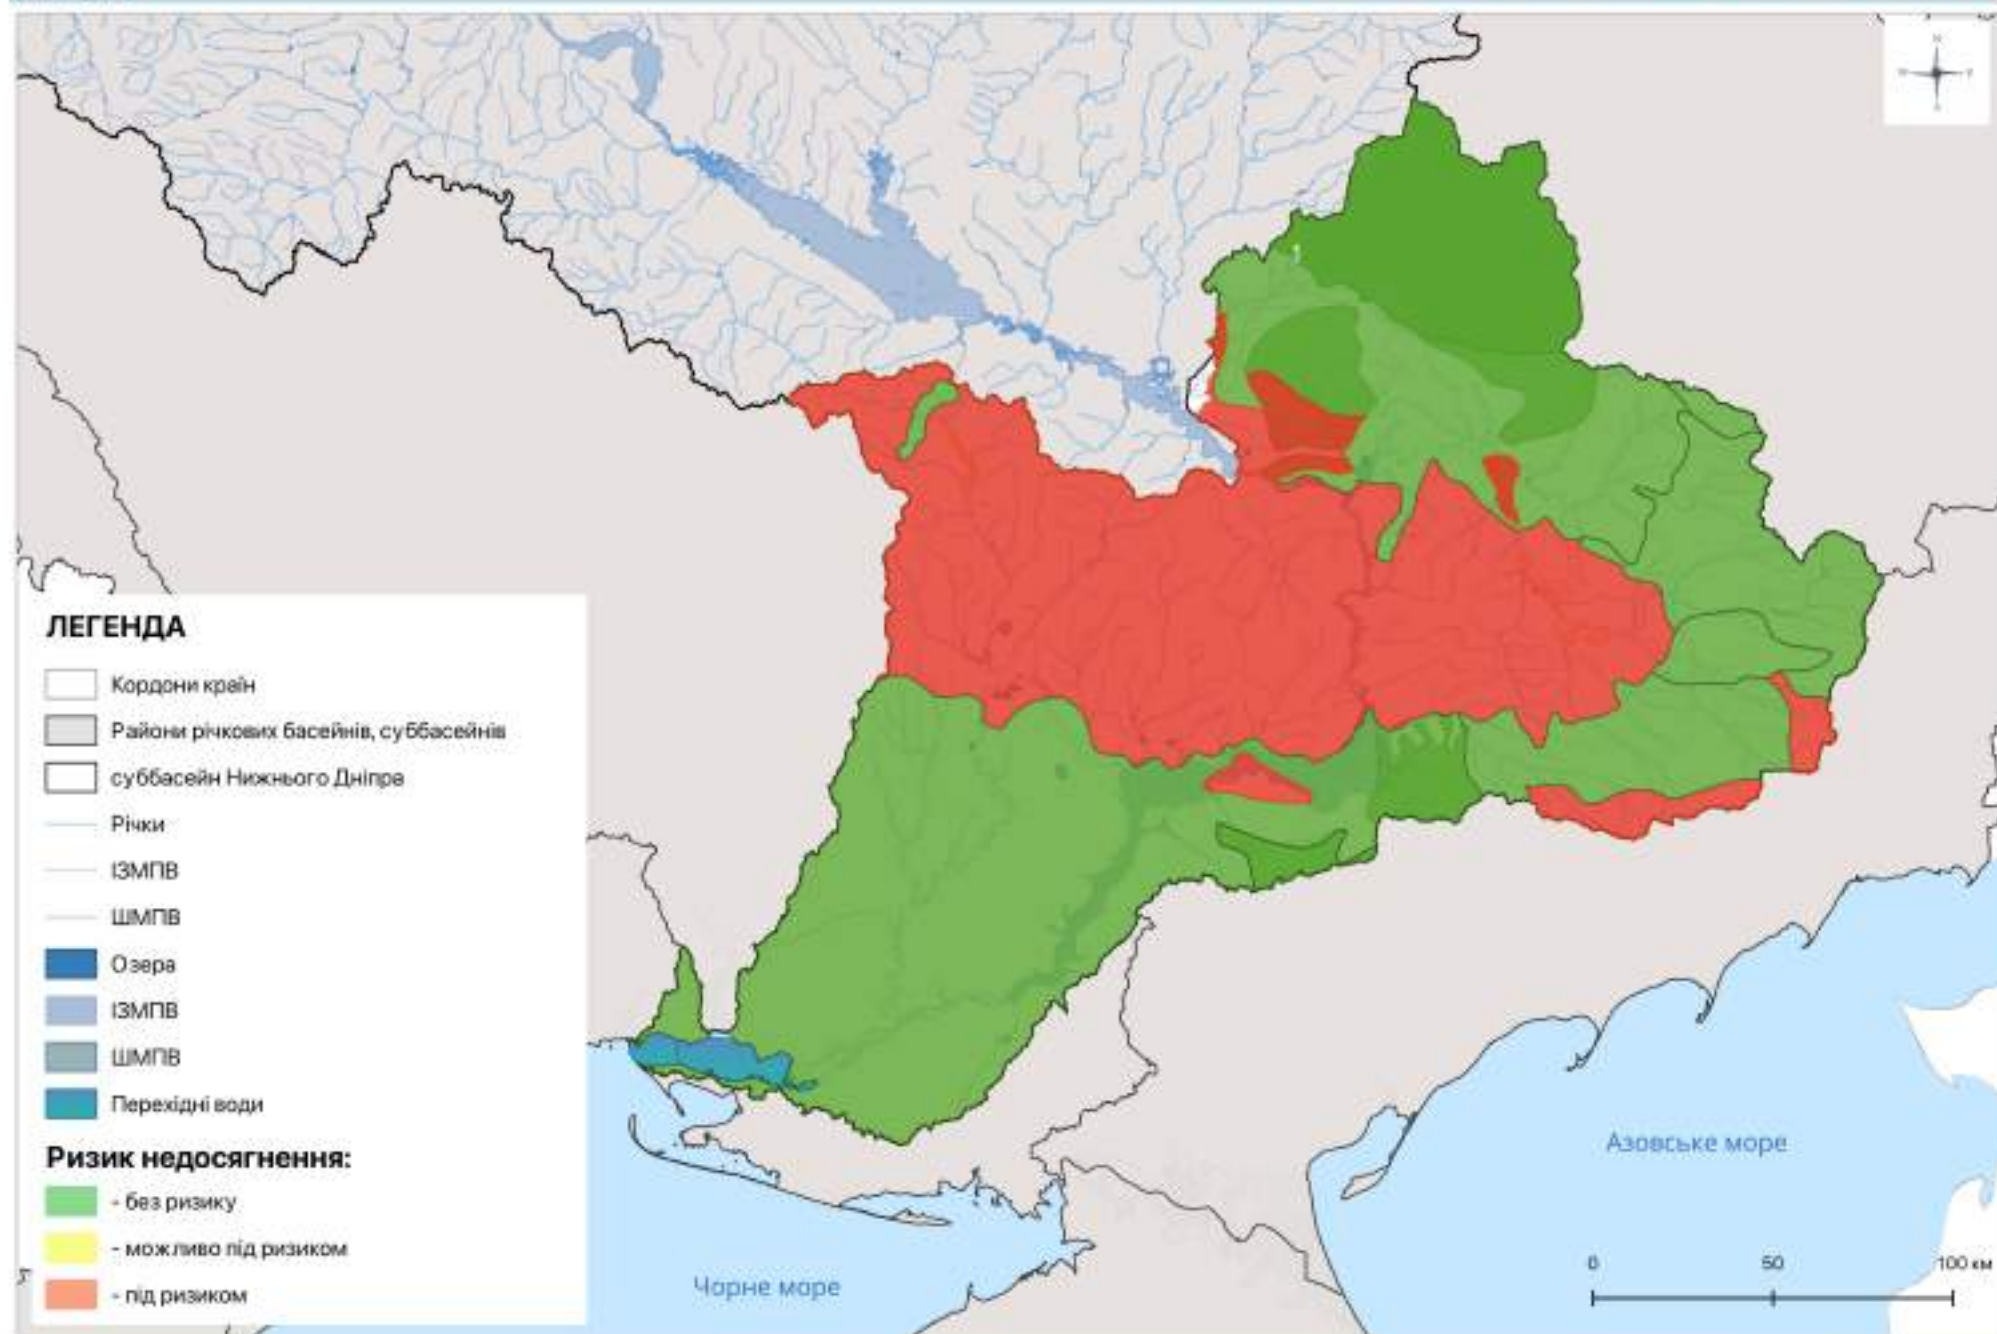 N
ЛЕГЕНДА
Кордони країн
Райони річкових басейнів, суббасейнів
суббасейн Нижнього Дніпра
Річки
ІЗМПВ
ШМПВ
Озера
ІЗМПВ
ШМПВ
Перехідні води
Ризик недосягнення:
- без ризику
- можливо під ризиком
- під ризиком
Азовське море
Чорне море
0 50 100 км